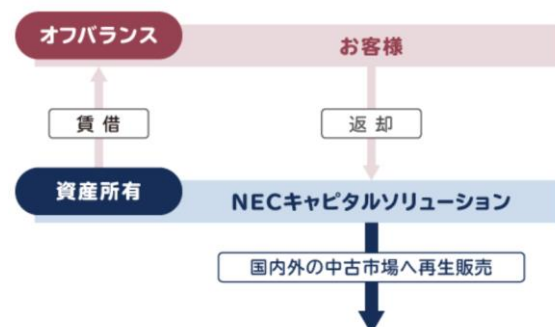 オフバランス
お客様
賃借
返却
資産所有
NECキャピタルソリューション
国内外の中古市場へ再生販売